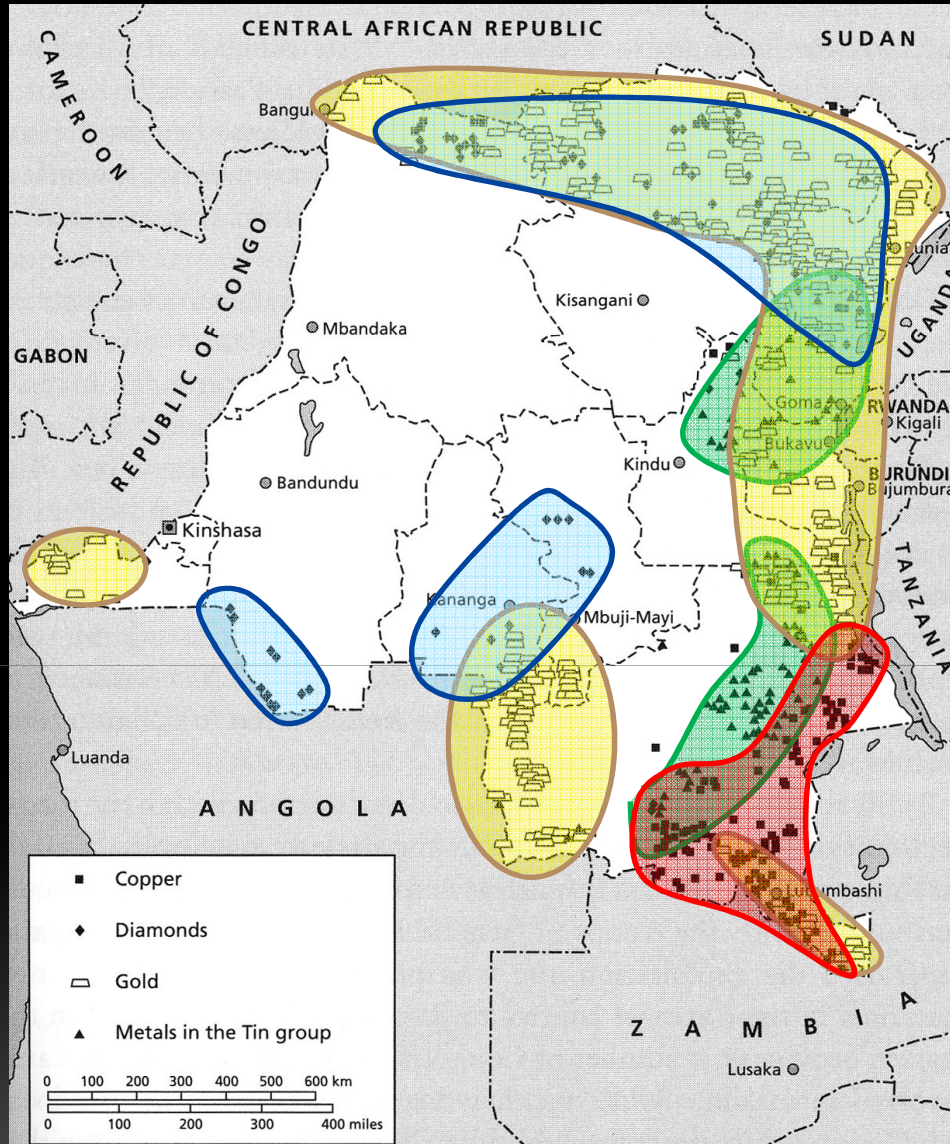 CENTRAL AFRICAN REPUBLIC
SUDAN
CAMEROON
Bangui
REPUBLIC OF CONGO
Bunia
Kisangani
UGANDA
Mbandaka
GABON
Goma
RWANDA
Kigali
Bukavu
Kindu
BURUNDI
Bujumbura
Bandundu
Kinshasa
TANZANIA
Kananga
Mbuji-Mayi
Luanda
ANGOLA
Lubumbashi
Copper
Diamonds
Gold
Metals in the Tin group
ZAMBIA
Lusaka
0 100 200 300 400 500 600 km
0 100 200 300 400 miles